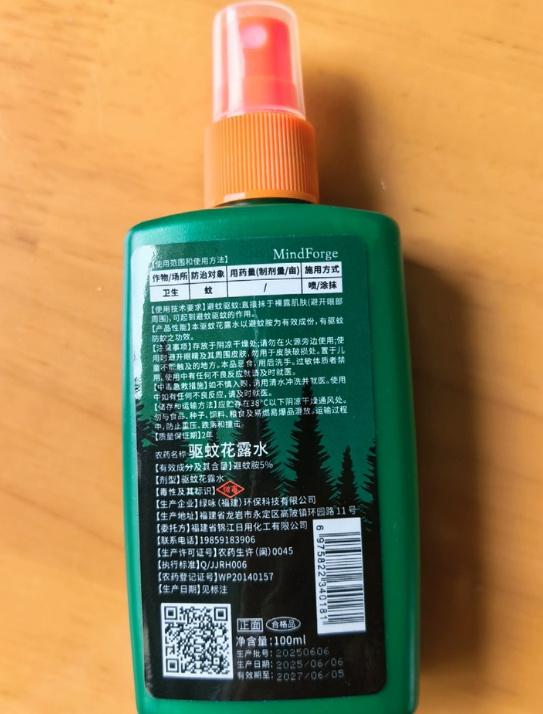 MindForge
【使用范围和使用方法】
作物/场所 防治对象 用药量(制剂量/亩) 施用方式
卫生 蚊 / 喷/涂抹
【使用技术要求】避蚊驱蚊:直接抹于裸露肌肤(避开眼部
周围),可起到避蚊驱蚊的作用。
【产品性能】本驱蚊花露水以避蚊胺为有效成份,有驱蚊
防蚊之功效。
【注意事项】存放于阴凉干燥处;请勿在火源旁边使用;使
用时避开眼睛及其周围皮肤,勿用于皮肤破损处。置于儿
童不能触及的地方。本品忌食,用后洗手。过敏体质者禁
用。使用中有任何不良反应就请及时就医。
【中毒急救措施】如不慎入眼,请用清水冲洗并就医。使用
中如有任何不良反应,请及时就医。
【储存和运输方法】应贮存在38℃以下阴凉干燥通风处。
勿与食品、种子、饲料、粮食及易燃易爆品混放。运输过程
中,防止重压、跌落和撞击。
【质量保证期】2年
农药名称 驱蚊花露水
【有效成分及其含量】避蚊胺5%
【剂型】驱蚊花露水
【毒性及其标识】微毒
【生产企业】绿咏(福建)环保科技有限公司
【生产地址】福建省龙岩市永定区高陂镇环园路11号
【委托方】福建省锦江日用化工有限公司
【联系电话】19859183906
【生产许可证号】农药生许(闽)0045
【执行标准】Q/JJRH006
【农药登记证号】WP20140157
【生产日期】见标注
6 975822 340181
正面 合格品
净含量:100ml
生产批号: 20250606
生产日期: 2025/06/06
有效期至: 2027/06/05